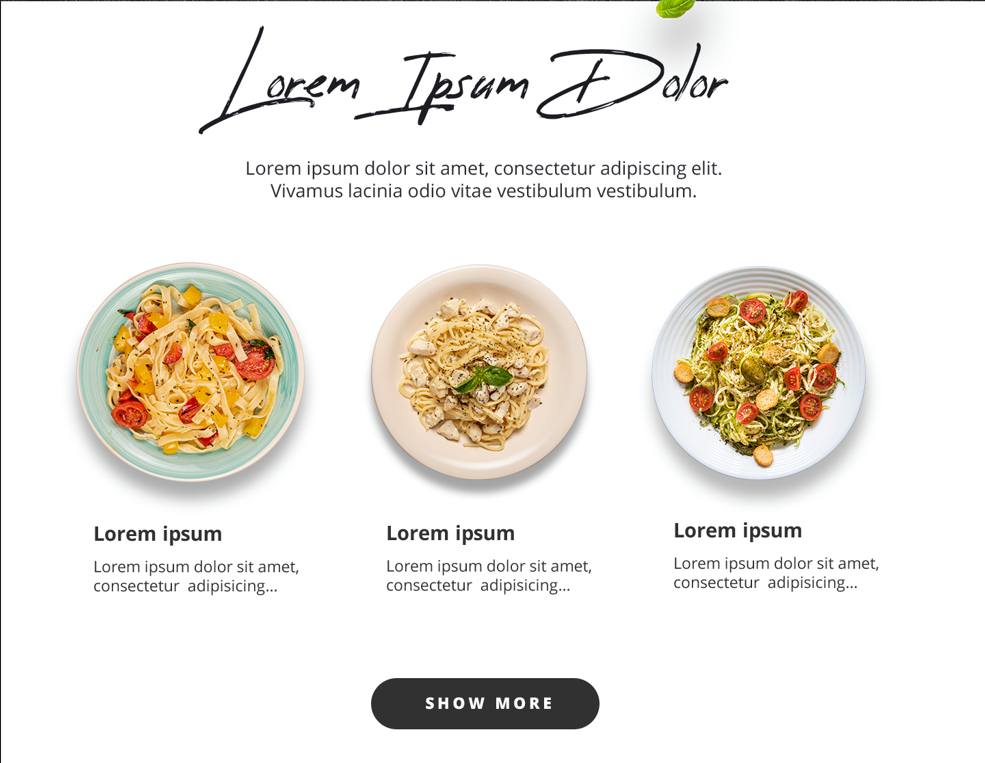 Lorem Ipsum Dolor
Lorem ipsum dolor sit amet, consectetur adipiscing elit.
Vivamus lacinia odio vitae vestibulum vestibulum.
Lorem ipsum
Lorem ipsum dolor sit amet,
consectetur adipisicing...
Lorem ipsum
Lorem ipsum dolor sit amet,
consectetur adipisicing...
Lorem ipsum
Lorem ipsum dolor sit amet,
consectetur adipisicing...
SHOW MORE